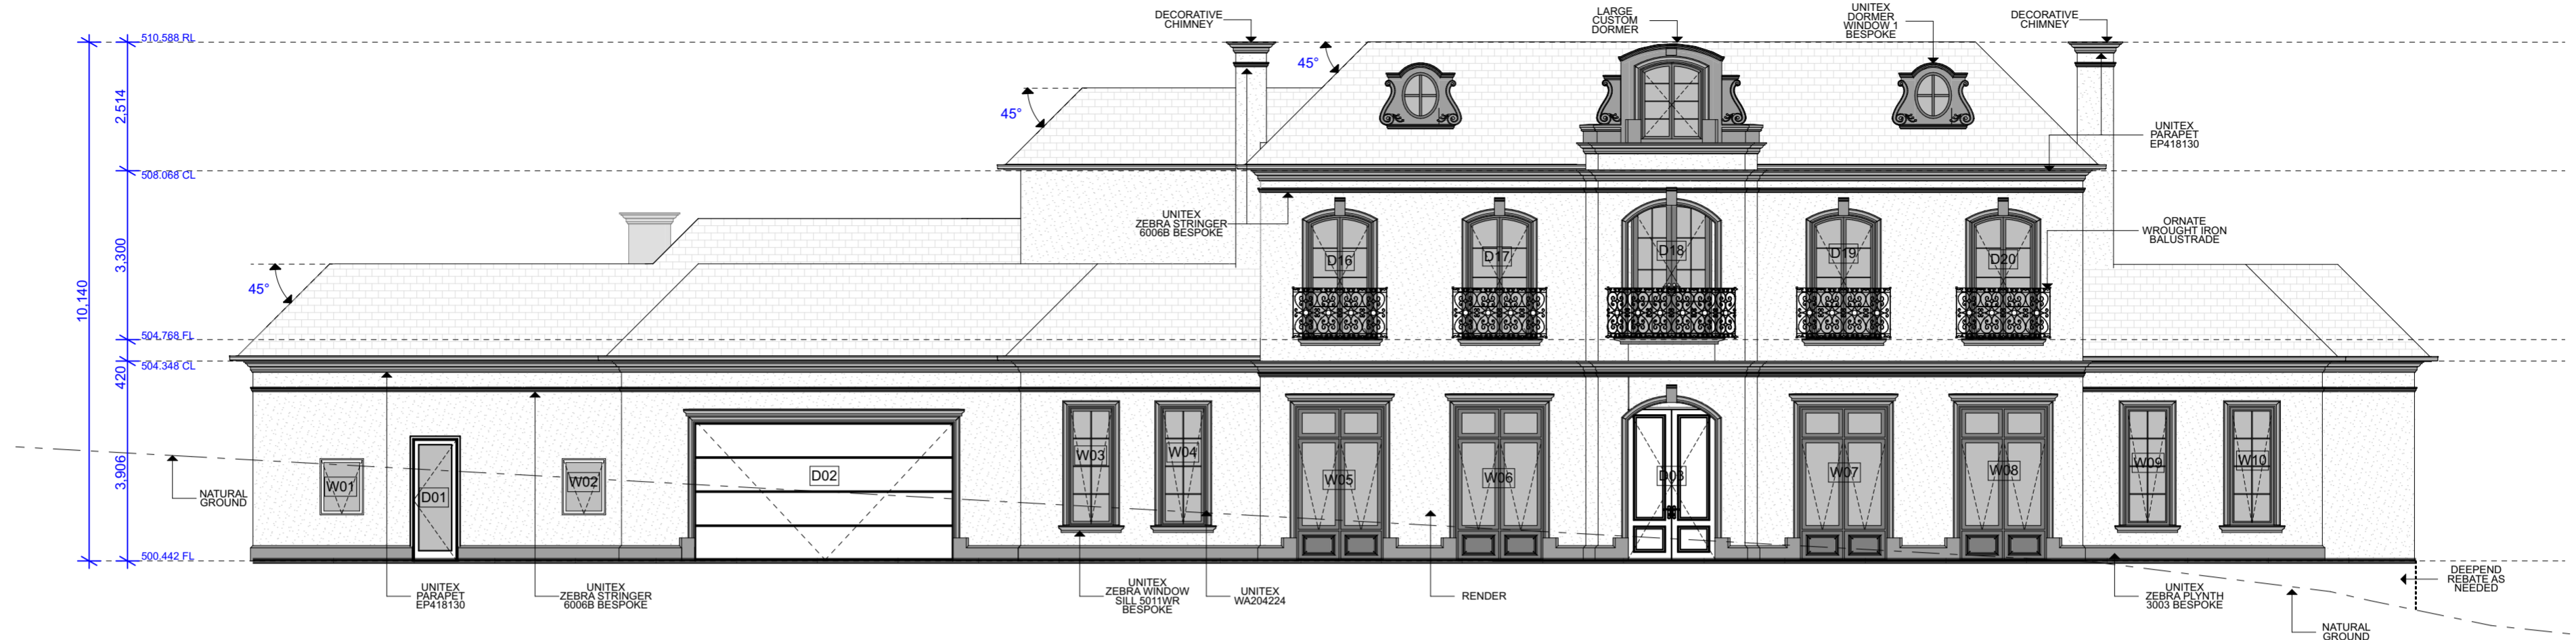 DECORATIVE
CHIMNEY
LARGE
CUSTOM
DORMER
UNITEX
DORMER
WINDOW 1
BESPOKE
DECORATIVE
CHIMNEY
510.588 RL
45°
45°
2,514
UNITEX
PARAPET
EP418130
508.068 CL
UNITEX
ZEBRA STRINGER
6006B BESPOKE
ORNATE
WROUGHT IRON
BALUSTRADE
D16
D17
D18
D19
D20
3,300
45°
10,140
504.768 FL
420
504.348 CL
3,906
W01
D01
W02
D02
W03
W04
W05
W06
D03
W07
W08
W09
W10
NATURAL
GROUND
500.442 FL
UNITEX
PARAPET
EP418130
UNITEX
ZEBRA STRINGER
6006B BESPOKE
UNITEX
ZEBRA WINDOW
SILL 5011WR
BESPOKE
UNITEX
WA204224
RENDER
UNITEX
ZEBRA PLYNTH
3003 BESPOKE
DEEPEND
REBATE AS
NEEDED
NATURAL
GROUND